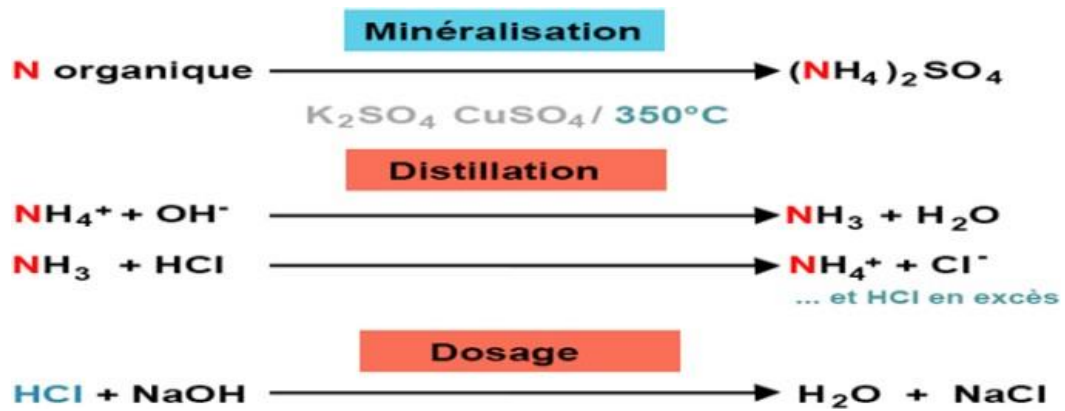 Minéralisation
N organique → (NH₄)₂SO₄
K₂SO₄ CuSO₄/ 350°C
Distillation
NH₄⁺ + OH⁻ → NH₃ + H₂O
NH₃ + HCl → NH₄⁺ + Cl⁻
... et HCl en excès
Dosage
HCl + NaOH → H₂O + NaCl